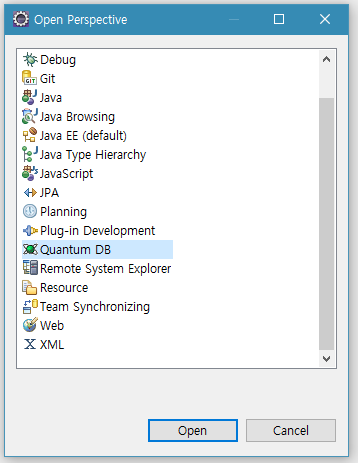 Open Perspective
Debug
Git
Java
Java Browsing
Java EE (default)
Java Type Hierarchy
JavaScript
JPA
Planning
Plug-in Development
Quantum DB
Remote System Explorer
Resource
Team Synchronizing
Web
XML
Open Cancel